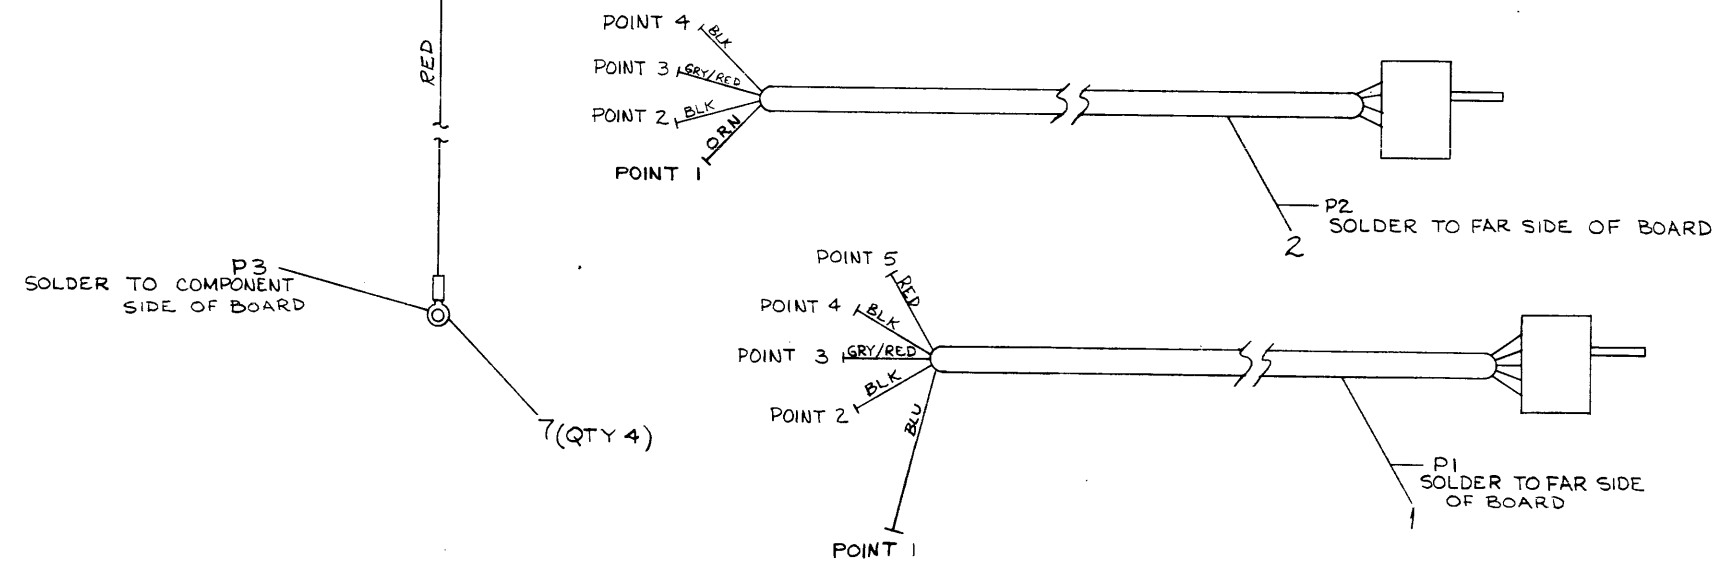 RED
P3
SOLDER TO COMPONENT
SIDE OF BOARD
7(QTY 4)
POINT 4
BLK
POINT 3
GRY/RED
POINT 2
BLK
ORN
POINT 1
P2
SOLDER TO FAR SIDE OF BOARD
2
POINT 5
RED
POINT 4
BLK
POINT 3
GRY/RED
BLK
POINT 2
BLU
POINT 1
P1
SOLDER TO FAR SIDE
OF BOARD
1